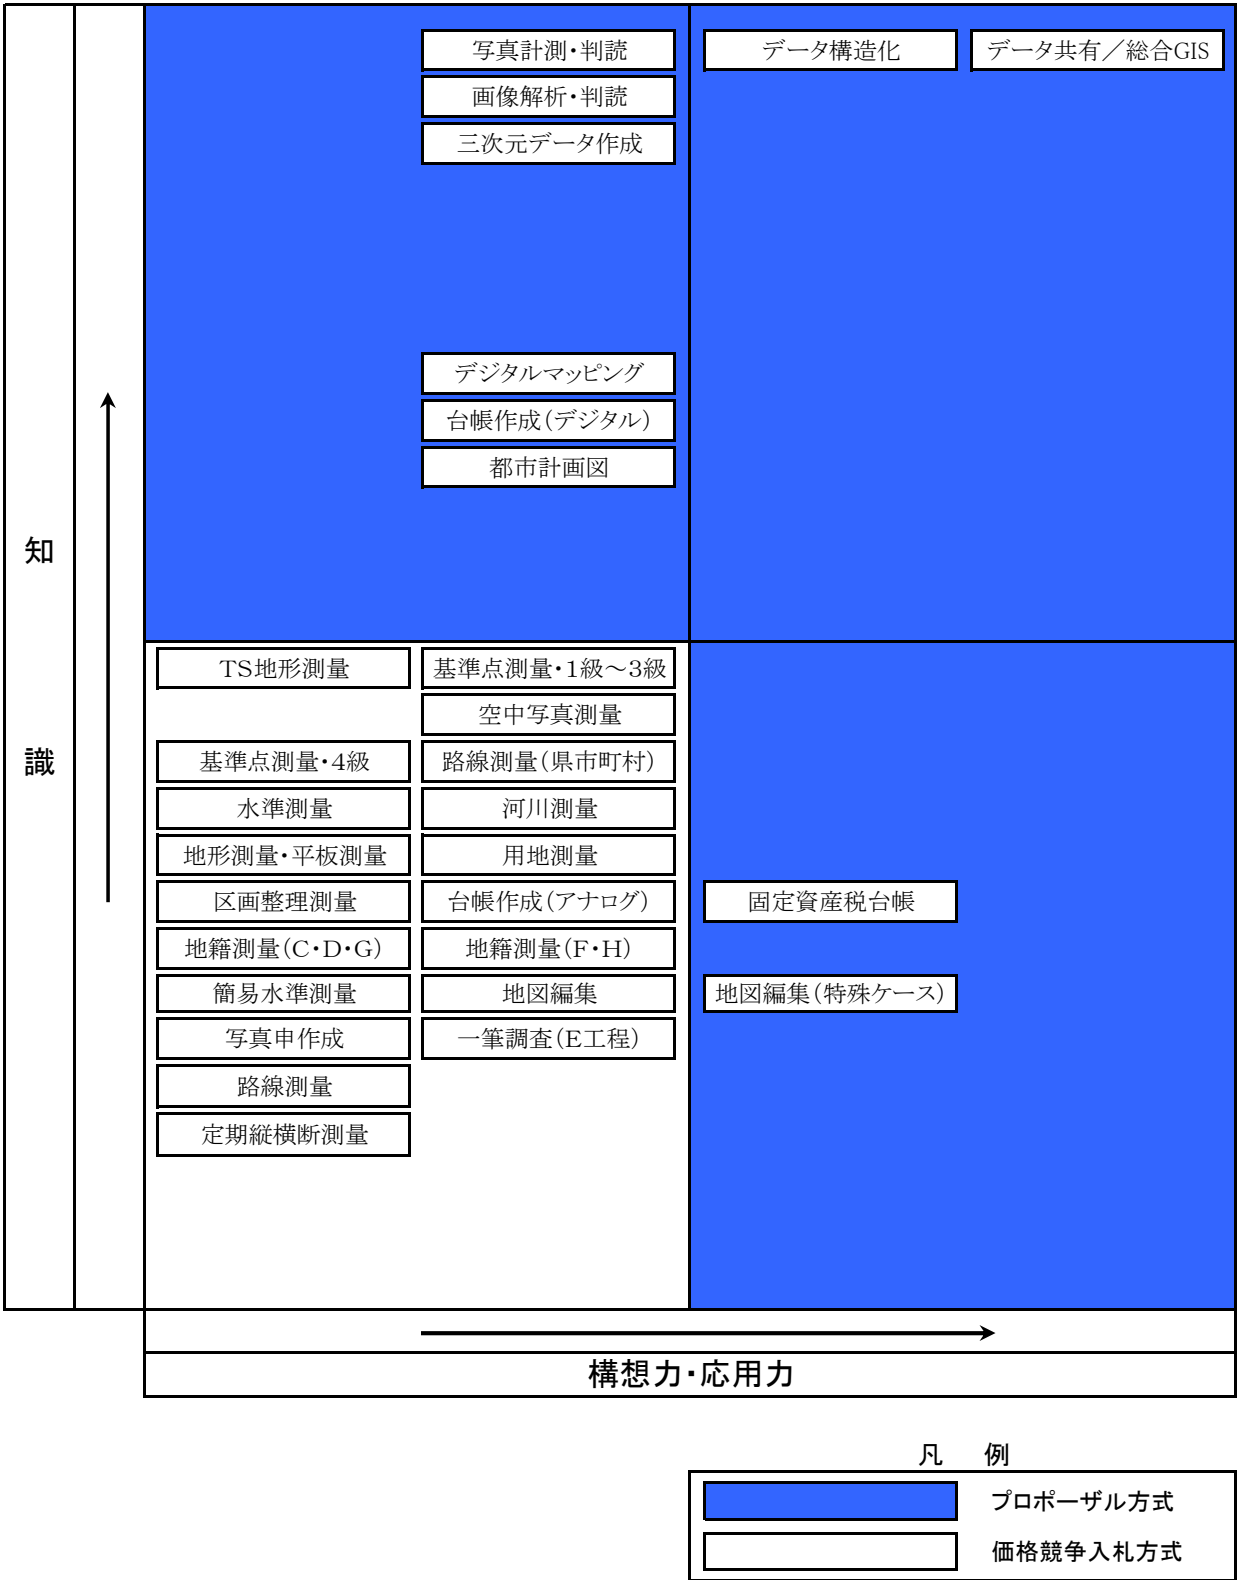 写真計測・判読
データ構造化
データ共有／総合GIS
画像解析・判読
三次元データ作成
デジタルマッピング
台帳作成（デジタル）
都市計画図
知
識
TS地形測量
基準点測量・1級～3級
空中写真測量
基準点測量・4級
路線測量（県市町村）
水準測量
河川測量
地形測量・平板測量
用地測量
区画整理測量
台帳作成（アナログ）
固定資産税台帳
地籍測量（C・D・G）
地籍測量（F・H）
簡易水準測量
地図編集
地図編集（特殊ケース）
写真申作成
一筆調査（E工程）
路線測量
定期縦横断測量
構想力・応用力
凡　例
プロポーザル方式
価格競争入札方式